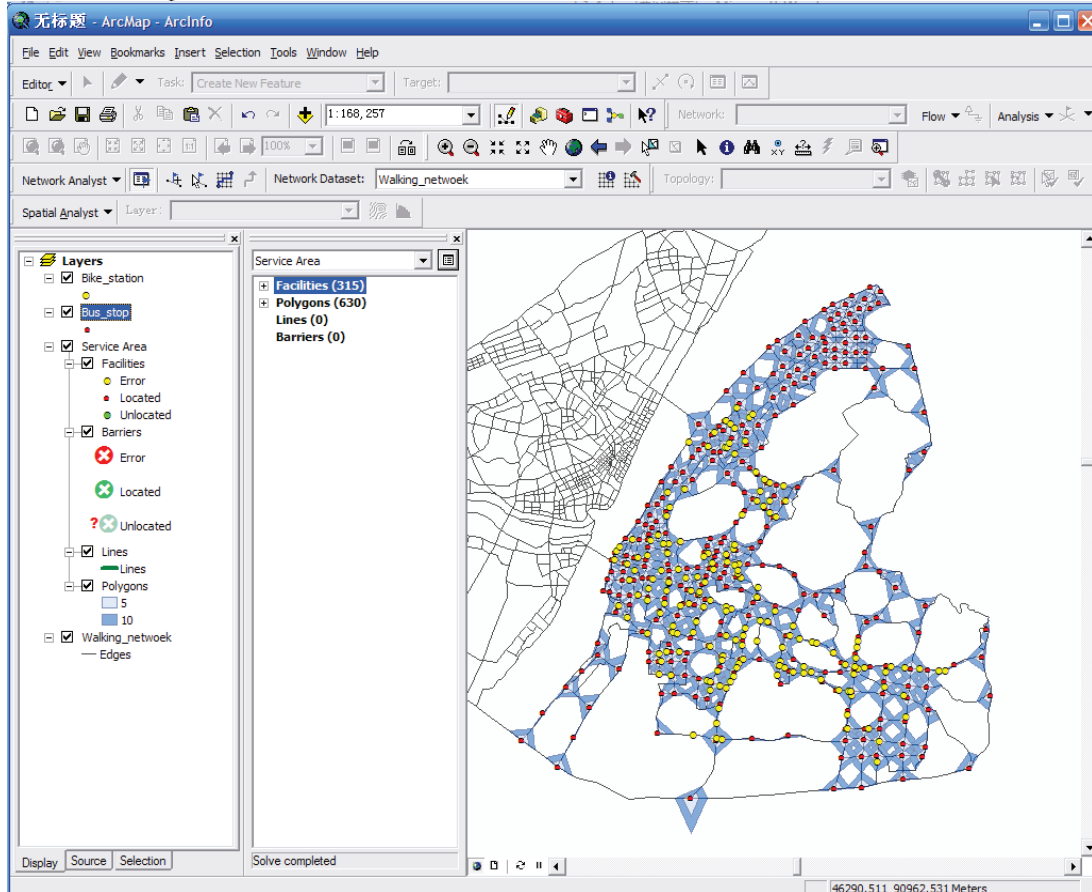 无标题 - ArcMap - ArcInfo
File Edit View Bookmarks Insert Selection Tools Window Help
Editor Task: Create New Feature Target:
1:168,257 Network: Flow Analysis
100%
Network Analyst Network Dataset: Walking_netwoek Topology:
Spatial Analyst Layer:
Layers
Bike_station
Bus_stop
Service Area
Facilities
Error
Located
Unlocated
Barriers
Error
Located
? Unlocated
Lines
Lines
Polygons
5
10
Walking_netwoek
Edges
Display Source Selection
Service Area
Facilities (315)
Polygons (630)
Lines (0)
Barriers (0)
Solve completed
46290.511 90962.531 Meters